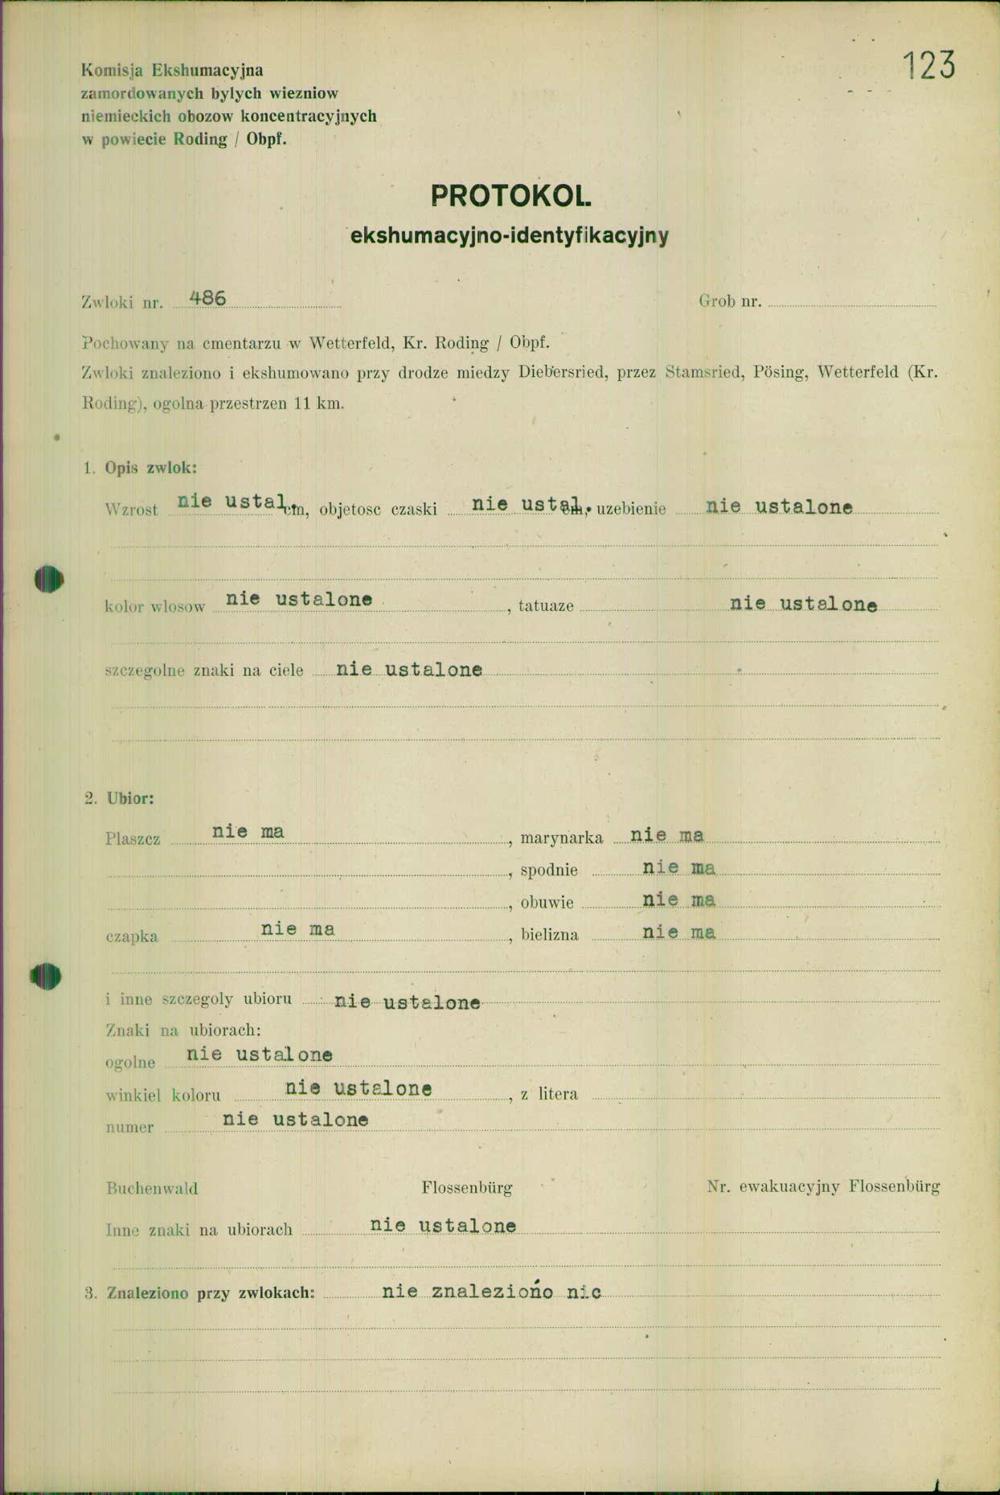 123
Komisja Ekshumacyjna
zamordowanych bylych wiezniow
niemieckich obozow koncentracyjnych
w powiecie Roding / Obpf.
PROTOKOL
ekshumacyjno-identyfikacyjny
Zwloki nr. 486 Grob nr.
Pochowany na cmentarzu w Wetterfeld, Kr. Roding / Obpf.
Zwloki znaleziono i ekshumowano przy drodze miedzy Diebersried, przez Stamsried, Pösing, Wetterfeld (Kr.
Roding), ogolna przestrzen 11 km.
1. Opis zwlok:
Wzrost nie ustal. cm, objetosc czaski nie ustal. cm, uzebienie nie ustalone
kolor wlosow nie ustalone, tatuaze nie ustalone
szczegolne znaki na ciele nie ustalone
2. Ubior:
Plaszcz nie ma, marynarka nie ma
, spodnie nie ma
, obuwie nie ma
czapka nie ma, bielizna nie ma
i inne szczegoly ubioru nie ustalone
Znaki na ubiorach:
ogolne nie ustalone
winkiel koloru nie ustalone, z litera
numer nie ustalone
Buchenwald Flossenbürg Nr. ewakuacyjny Flossenbürg
Inne znaki na ubiorach nie ustalone
3. Znaleziono przy zwlokach: nie znaleziono nic